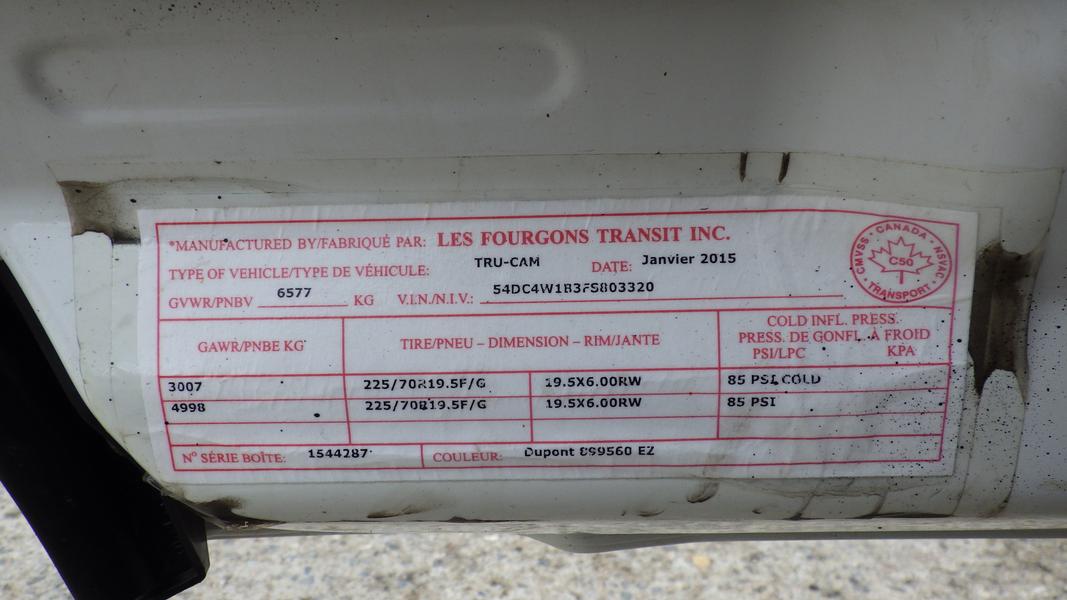 *MANUFACTURED BY/FABRIQUÉ PAR: LES FOURGONS TRANSIT INC.
TYPE OF VEHICLE/TYPE DE VÉHICULE: TRU-CAM DATE: Janvier 2015
GVWR/PNBV 6577 KG V.I.N./N.I.V.: 54DC4W1B3FS803320
CMVSS • CANADA • NSVAC
C50
• TRANSPORT •
GAWR/PNBE KG TIRE/PNEU – DIMENSION – RIM/JANTE
COLD INFL. PRESS.
PRESS. DE GONFL. À FROID
PSI/LPC KPA
3007 225/70R19.5F/G 19.5X6.00RW 85 PSI COLD
4998 225/70R19.5F/G 19.5X6.00RW 85 PSI
Nº SÉRIE BOÎTE: 1544287 COULEUR: Dupont 899560 EZ